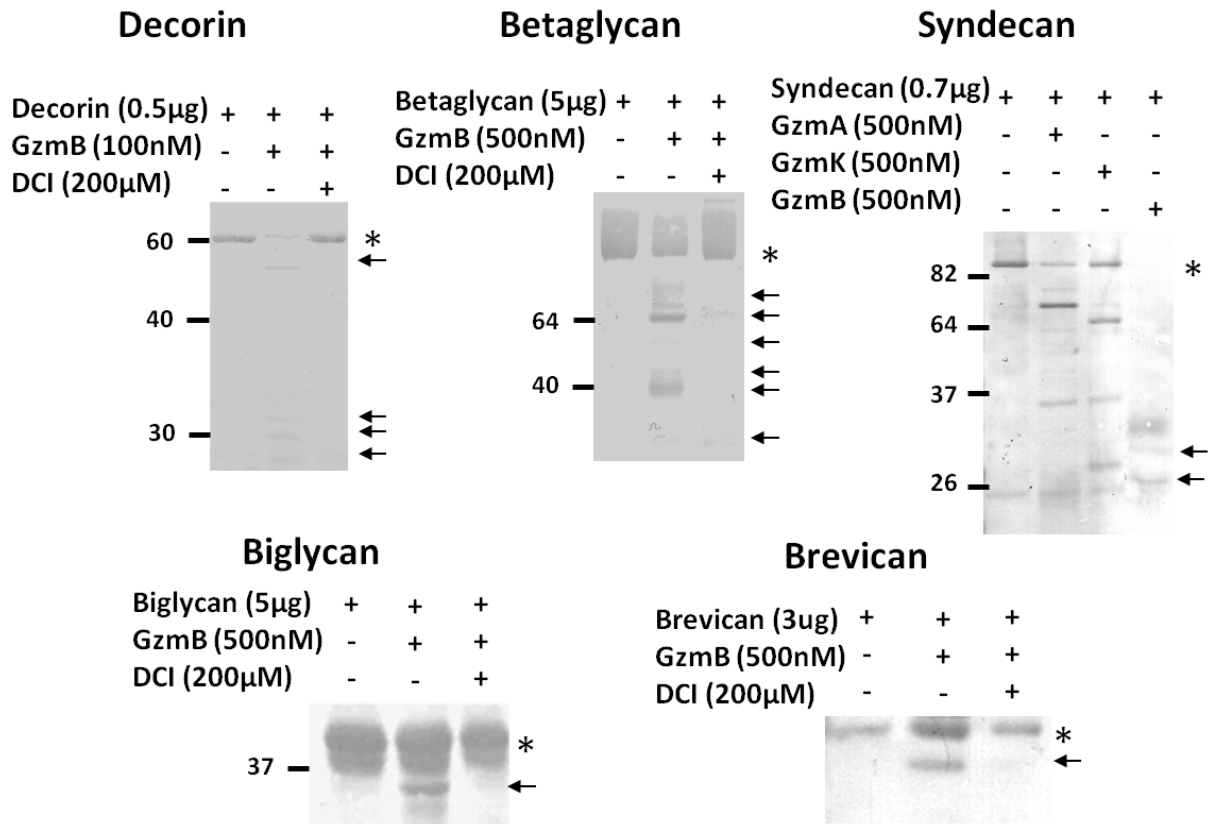 Decorin
Decorin (0.5µg) + + +
GzmB (100nM) - + +
DCI (200µM) - - +
60
*
40
30
Betaglycan
Betaglycan (5µg) + + +
GzmB (500nM) - + +
DCI (200µM) - - +
*
64
40
Syndecan
Syndecan (0.7µg) + + + +
GzmA (500nM) - + - -
GzmK (500nM) - - + -
GzmB (500nM) - - - +
82
*
64
37
26
Biglycan
Biglycan (5µg) + + +
GzmB (500nM) - + +
DCI (200µM) - - +
*
37
Brevican
Brevican (3ug) + + +
GzmB (500nM) - + +
DCI (200µM) - - +
*